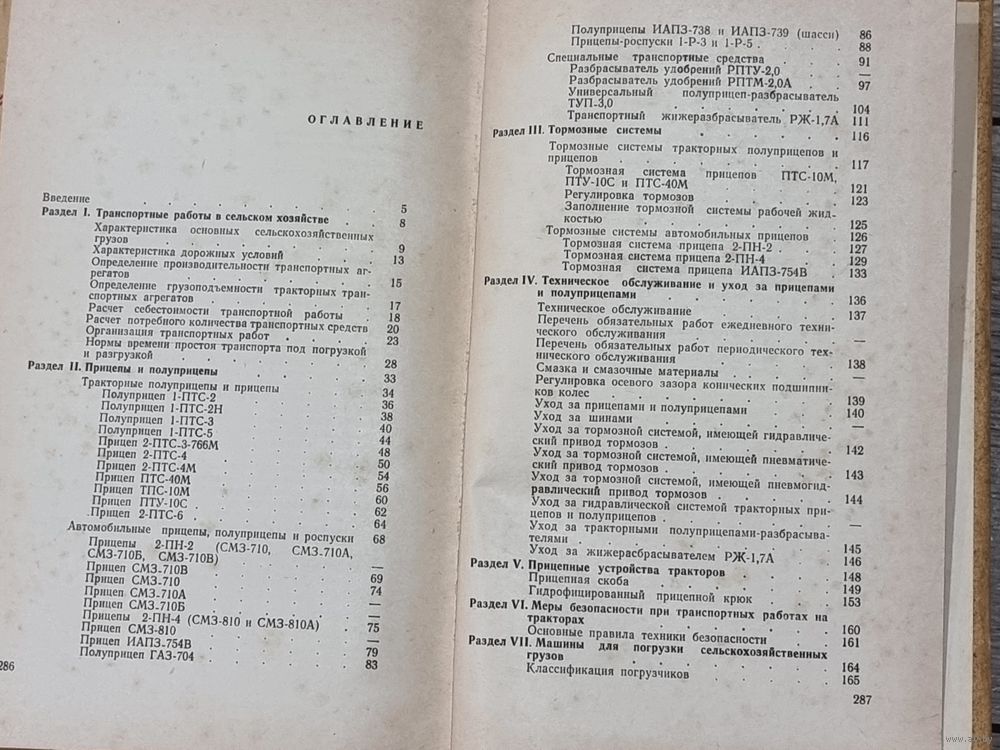 ОГЛАВЛЕНИЕ
Введение . . . . . . . . 5
Раздел I. Транспортные работы в сельском хозяйстве . . 8
Характеристика основных сельскохозяйственных
грузов . . . . . . . 9
Характеристика дорожных условий . . . 13
Определение производительности транспортных аг-
регатов . . . . . . . 15
Определение грузоподъемности тракторных тран-
спортных агрегатов . . . . . 17
Расчет себестоимости транспортной работы . 18
Расчет потребного количества транспортных средств 20
Организация транспортных работ . . . . 23
Нормы времени простоя транспорта под погрузкой
и разгрузкой . . . . . . 28
Раздел II. Прицепы и полуприцепы . . . . 33
Тракторные полуприцепы и прицепы . . . 34
Полуприцеп 1-ПТС-2 . . . . . 36
Полуприцеп 1-ПТС-2Н . . . . . 38
Полуприцеп 1-ПТС-3 . . . . . 40
Полуприцеп 1-ПТС-5 . . . . . 44
Прицеп 2-ПТС-3-766М . . . . . 48
Прицеп 2-ПТС-4 . . . . . . 50
Прицеп 2-ПТС-4М . . . . . . 54
Прицеп ПТС-40М . . . . . . 56
Прицеп ТПС-10М . . . . . . 60
Прицеп ПТУ-10С . . . . . . 62
Прицеп 2-ПТС-6 . . . . . . 64
Автомобильные прицепы, полуприцепы и роспуски 68
Прицепы 2-ПН-2 (СМЗ-710, СМЗ-710А,
СМЗ-710Б, СМЗ-710В) . . . . . —
Прицеп СМЗ-710В . . . . . . 69
Прицеп СМЗ-710 . . . . . . 74
Прицеп СМЗ-710А . . . . . . —
Прицеп СМЗ-710Б . . . . . . —
Прицепы 2-ПН-4 (СМЗ-810 и СМЗ-810А) . 75
Прицеп СМЗ-810 . . . . . . —
Прицеп ИАПЗ-754В . . . . . . 79
Полуприцеп ГАЗ-704 . . . . . 83
286
Полуприцепы ИАПЗ-738 и ИАПЗ-739 (шасси) 86
Прицепы-роспуски 1-Р-3 и 1-Р-5 . . . . 88
Специальные транспортные средства . . 91
Разбрасыватель удобрений РПТУ-2,0 . . —
Разбрасыватель удобрений РПТМ-2,0А . . 97
Универсальный полуприцеп-разбрасыватель
ТУП-3,0 . . . . . . . 104
Транспортный жижеразбрасыватель РЖ-1,7А 111
Раздел III. Тормозные системы . . . . . 116
Тормозные системы тракторных полуприцепов и
прицепов . . . . . . . 117
Тормозная система прицепов ПТС-10М,
ПТУ-10С и ПТС-40М . . . . . 121
Регулировка тормозов . . . . . 123
Заполнение тормозной системы рабочей жид-
костью . . . . . . . 125
Тормозные системы автомобильных прицепов . 126
Тормозная система прицепа 2-ПН-2 . . . 127
Тормозная система прицепа 2-ПН-4 . . . 129
Тормозная система прицепа ИАПЗ-754В . . 133
Раздел IV. Техническое обслуживание и уход за прицепами
и полуприцепами . . . . . . 136
Техническое обслуживание . . . . . 137
Перечень обязательных работ ежедневного техни-
ческого обслуживания . . . . . —
Перечень обязательных работ периодического тех-
нического обслуживания . . . . . 138
Смазка и смазочные материалы . . . . —
Регулировка осевого зазора конических подшипни-
ков колес . . . . . . . 139
Уход за прицепами и полуприцепами . . . 140
Уход за шинами . . . . . . —
Уход за тормозной системой, имеющей гидравличе-
ский привод тормозов . . . . . 142
Уход за тормозной системой, имеющей пневматиче-
ский привод тормозов . . . . . 143
Уход за тормозной системой, имеющей пневмогид-
равлический привод тормозов . . . . 144
Уход за гидравлической системой тракторных при-
цепов и полуприцепов . . . . . —
Уход за тракторными полуприцепами-разбрасыва-
телями . . . . . . . 145
Уход за жижерасбрасывателем РЖ-1,7А . . 146
Раздел V. Прицепные устройства тракторов . . . 148
Прицепная скоба . . . . . . 149
Гидрофицированный прицепной крюк . . . 153
Раздел VI. Меры безопасности при транспортных работах на
тракторах . . . . . . . 160
Основные правила техники безопасности . . 161
Раздел VII. Машины для погрузки сельскохозяйственных
грузов . . . . . . . 164
Классификация погрузчиков . . . . . 165
287